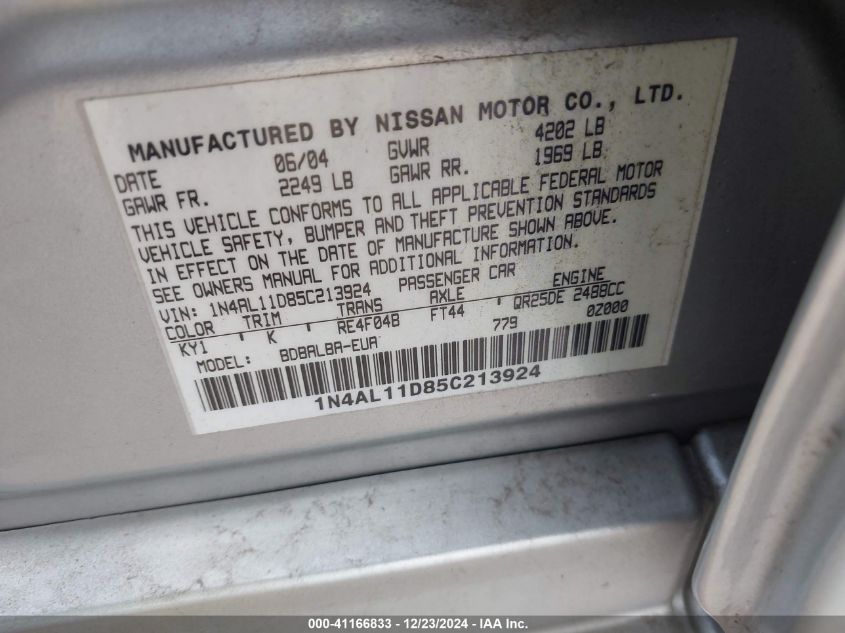 MANUFACTURED BY NISSAN MOTOR CO., LTD.
DATE 06/04 GVWR 4202 LB
GAWR FR. 2249 LB GAWR RR. 1969 LB
THIS VEHICLE CONFORMS TO ALL APPLICABLE FEDERAL MOTOR
VEHICLE SAFETY, BUMPER AND THEFT PREVENTION STANDARDS
IN EFFECT ON THE DATE OF MANUFACTURE SHOWN ABOVE.
SEE OWNERS MANUAL FOR ADDITIONAL INFORMATION.
VIN: 1N4AL11D85C213924 PASSENGER CAR
COLOR TRIM TRANS AXLE ENGINE
KY1 K RE4F04B FT44 QR25DE 2488CC
MODEL: BDBALBA-EUA 779 0Z000
1N4AL11D85C213924
000-41166833 - 12/23/2024 - IAA Inc.